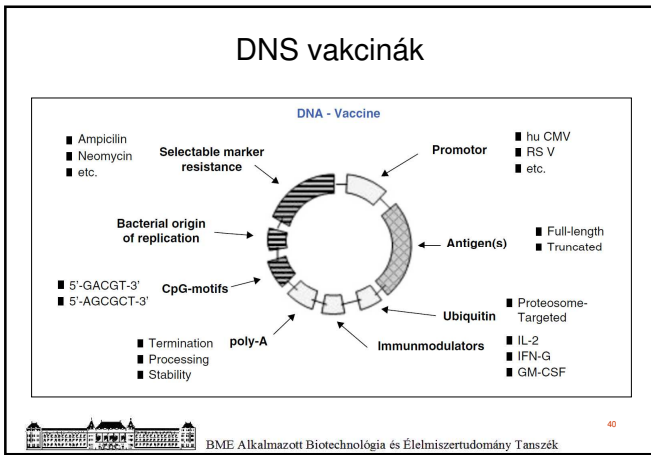 DNS vakcinák
DNA - Vaccine
■ Ampicilin
■ Neomycin
■ etc.
Selectable marker
resistance
Promotor
■ hu CMV
■ RS V
■ etc.
Bacterial origin
of replication
Antigen(s)
■ Full-length
■ Truncated
■ 5'-GACGT-3'
■ 5'-AGCGCT-3'
CpG-motifs
Ubiquitin
■ Proteosome-
Targeted
■ Termination
■ Processing
■ Stability
poly-A
Immunmodulators
■ IL-2
■ IFN-G
■ GM-CSF
40
BME Alkalmazott Biotechnológia és Élelmiszertudomány Tanszék